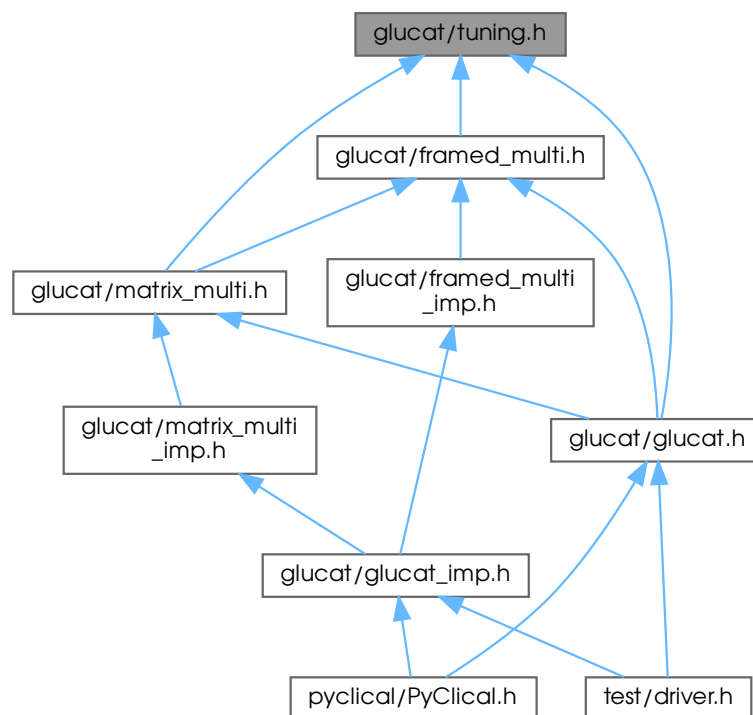 glucat/tuning.h
glucat/framed_multi.h
glucat/matrix_multi.h
glucat/framed_multi
_imp.h
glucat/matrix_multi
_imp.h
glucat/glucat.h
glucat/glucat_imp.h
pyclical/PyClical.h
test/driver.h